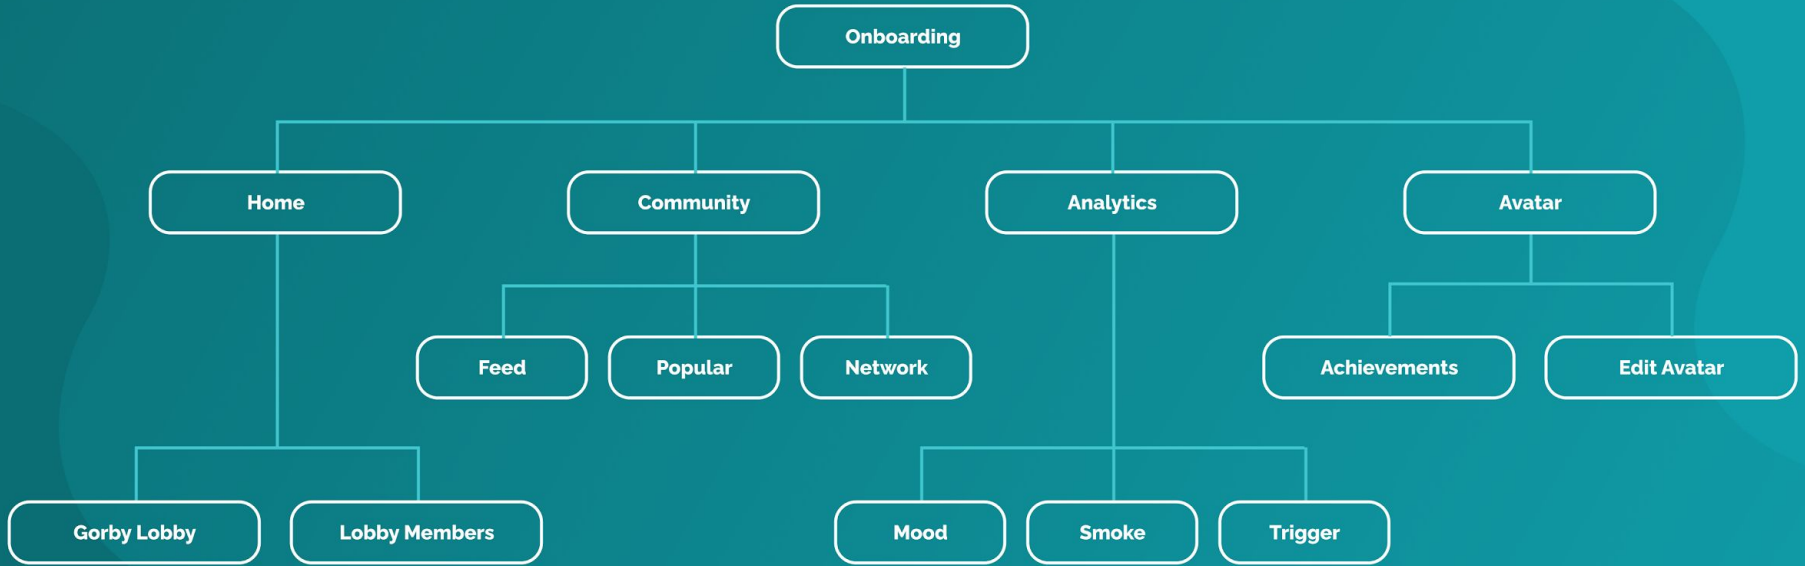 Onboarding
Home
Community
Analytics
Avatar
Feed
Popular
Network
Achievements
Edit Avatar
Gorby Lobby
Lobby Members
Mood
Smoke
Trigger